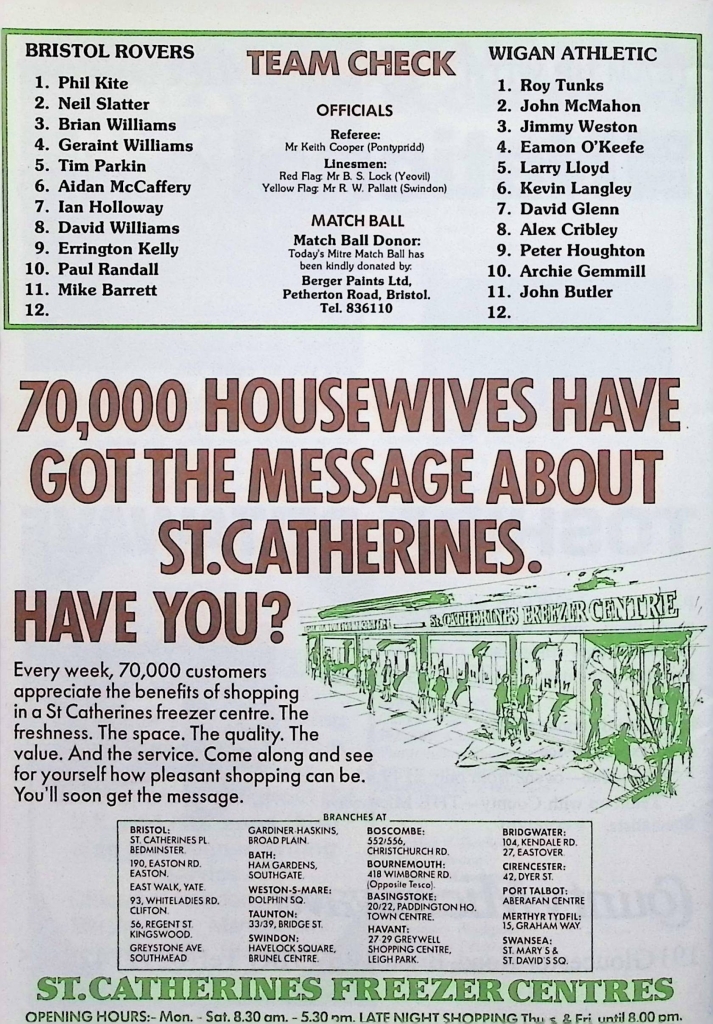 BRISTOL ROVERS
1. Phil Kite
2. Neil Slatter
3. Brian Williams
4. Geraint Williams
5. Tim Parkin
6. Aidan McCaffery
7. Ian Holloway
8. David Williams
9. Errington Kelly
10. Paul Randall
11. Mike Barrett
12.
TEAM CHECK
OFFICIALS
Referee:
Mr Keith Cooper (Pontypridd)
Linesmen:
Red Flag: Mr B. S. Lock (Yeovil)
Yellow Flag: Mr R. W. Pallatt (Swindon)
MATCH BALL
Match Ball Donor:
Today's Mitre Match Ball has
been kindly donated by:
Berger Paints Ltd,
Petherton Road, Bristol.
Tel. 836110
WIGAN ATHLETIC
1. Roy Tunks
2. John McMahon
3. Jimmy Weston
4. Eamon O'Keefe
5. Larry Lloyd
6. Kevin Langley
7. David Glenn
8. Alex Cribley
9. Peter Houghton
10. Archie Gemmill
11. John Butler
12.
70,000 HOUSEWIVES HAVE
GOT THE MESSAGE ABOUT
ST.CATHERINES.
HAVE YOU?
ST.CATHERINES FREEZER CENTRE
Every week, 70,000 customers
appreciate the benefits of shopping
in a St Catherines freezer centre. The
freshness. The space. The quality. The
value. And the service. Come along and see
for yourself how pleasant shopping can be.
You'll soon get the message.
BRANCHES AT
BRISTOL:
ST. CATHERINES PL.
BEDMINSTER.
190, EASTON RD.
EASTON.
EAST WALK, YATE.
93, WHITELADIES RD.
CLIFTON.
56, REGENT ST.
KINGSWOOD.
GREYSTONE AVE.
SOUTHMEAD
GARDINER-HASKINS,
BROAD PLAIN.
BATH:
HAM GARDENS,
SOUTHGATE.
WESTON-S-MARE:
DOLPHIN SQ.
TAUNTON:
33/39, BRIDGE ST.
SWINDON:
HAVELOCK SQUARE,
BRUNEL CENTRE.
BOSCOMBE:
552/556,
CHRISTCHURCH RD.
BOURNEMOUTH:
418 WIMBORNE RD.
(Opposite Tesco).
BASINGSTOKE:
20/22, PADDINGTON HO.
TOWN CENTRE.
HAVANT:
27 29 GREYWELL
SHOPPING CENTRE,
LEIGH PARK.
BRIDGWATER:
104, KENDALE RD.
27, EASTOVER.
CIRENCESTER:
42, DYER ST.
PORT TALBOT:
ABERAFAN CENTRE
MERTHYR TYDFIL:
15, GRAHAM WAY.
SWANSEA:
ST. MARY'S &
ST. DAVID'S SQ.
ST.CATHERINES FREEZER CENTRES
OPENING HOURS:- Mon. - Sat. 8.30 am. - 5.30 pm. LATE NIGHT SHOPPING Thurs. & Fri. until 8.00 pm.